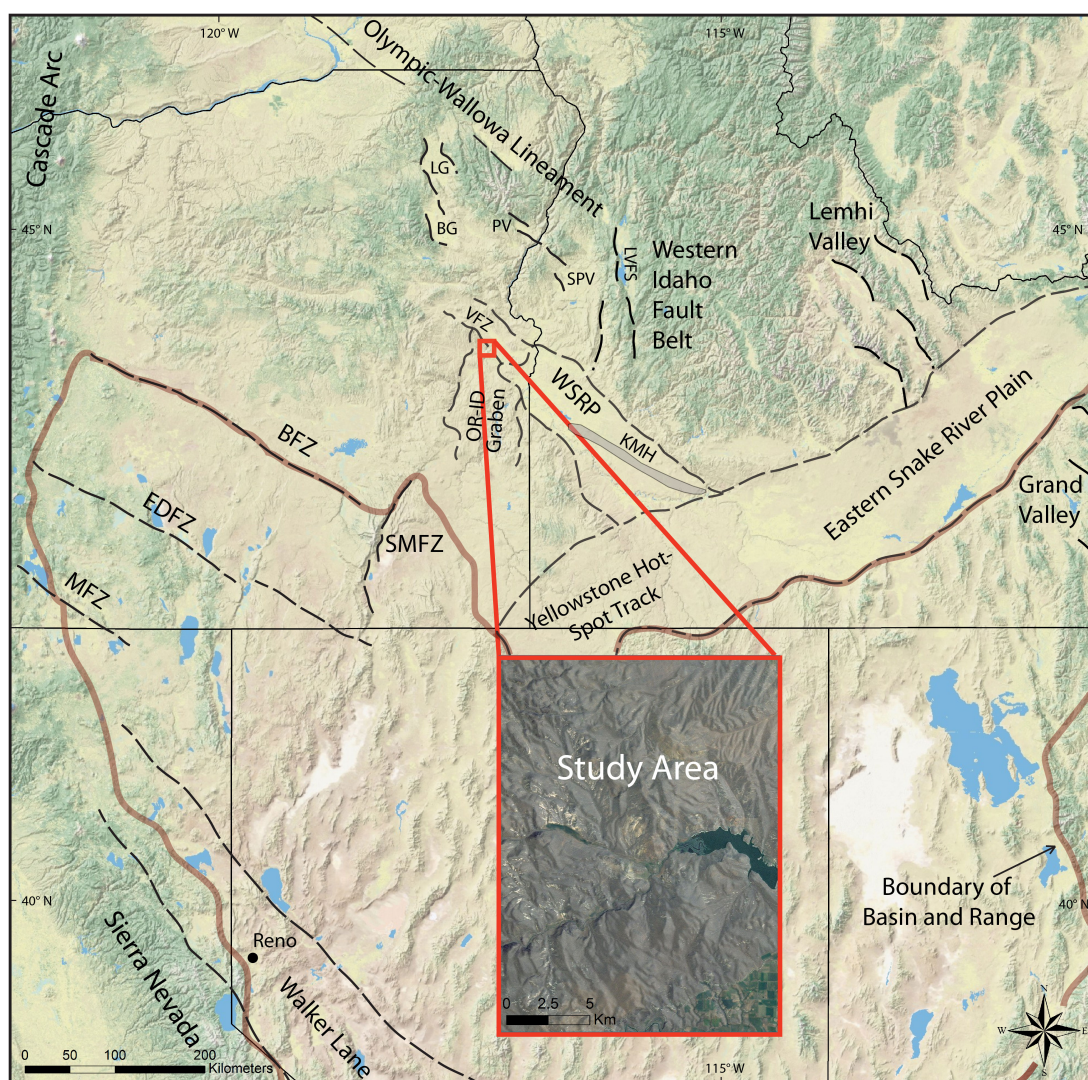 120° W
115° W
Olympic-Wallowa Lineament
Cascade Arc
LG
BG
PV
45° N
45° N
Lemhi
Valley
LVFS
Western
Idaho
Fault
Belt
SPV
VFZ
WSRP
OR-ID
Graben
KMH
BFZ
Eastern Snake River Plain
Grand
Valley
EDFZ
SMFZ
MFZ
Yellowstone Hot-
Spot Track
Study Area
40° N
40° N
Boundary of
Basin and Range
Reno
Sierra Nevada
Walker Lane
0 2.5 5
Km
N
W E
S
0 50 100 200
Kilometers
115° W